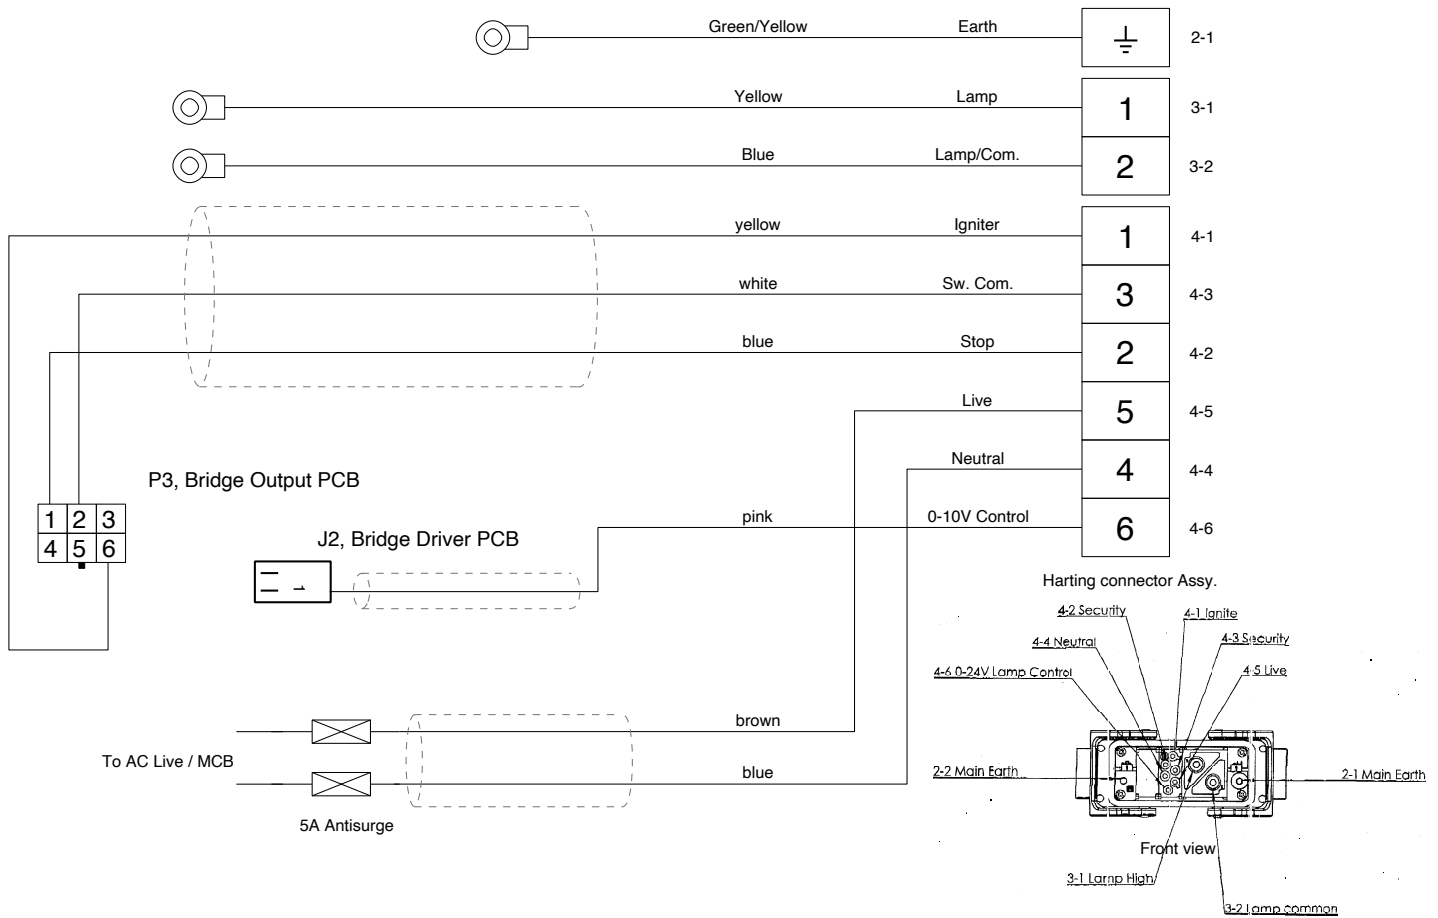 Green/Yellow Earth 2-1
Yellow Lamp 1 3-1
Blue Lamp/Com. 2 3-2
yellow Igniter 1 4-1
white Sw. Com. 3 4-3
blue Stop 2 4-2
Live 5 4-5
Neutral 4 4-4
pink 0-10V Control 6 4-6
P3, Bridge Output PCB
1 2 3
4 5 6
J2, Bridge Driver PCB
1
Harting connector Assy.
4-2 Security
4-1 Ignite
4-4 Neutral
4-3 Security
4-6 0-24V Lamp Control
4-5 Live
brown
To AC Live / MCB
blue
5A Antisurge
2-2 Main Earth
2-1 Main Earth
Front view
3-1 Lamp High
3-2 Lamp common